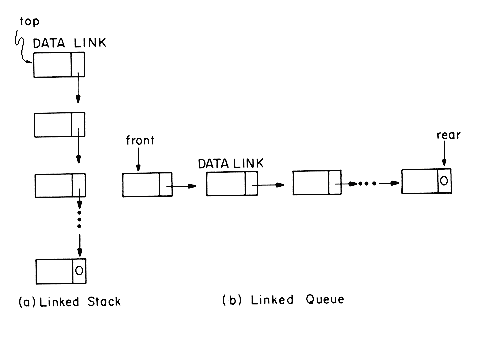 top
DATA LINK
front
rear
DATA LINK
0
0
(a) Linked Stack
(b) Linked Queue